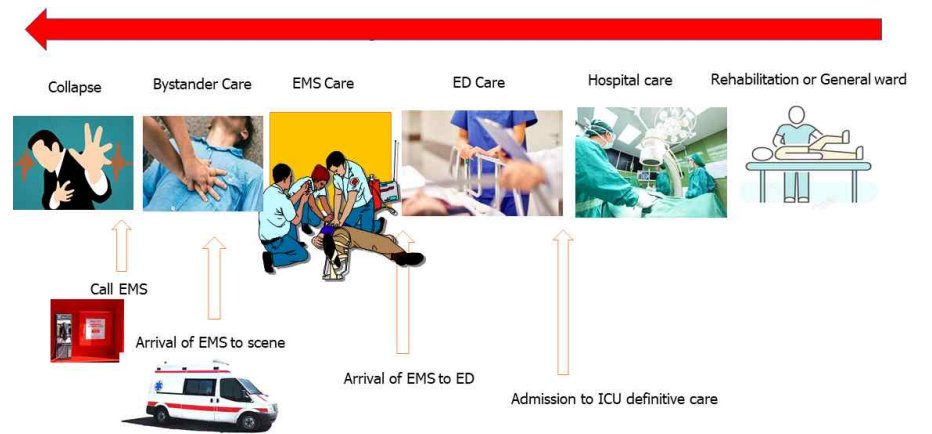 Collapse
Bystander Care
EMS Care
ED Care
Hospital care
Rehabilitation or General ward
Call EMS
Arrival of EMS to scene
Arrival of EMS to ED
Admission to ICU definitive care